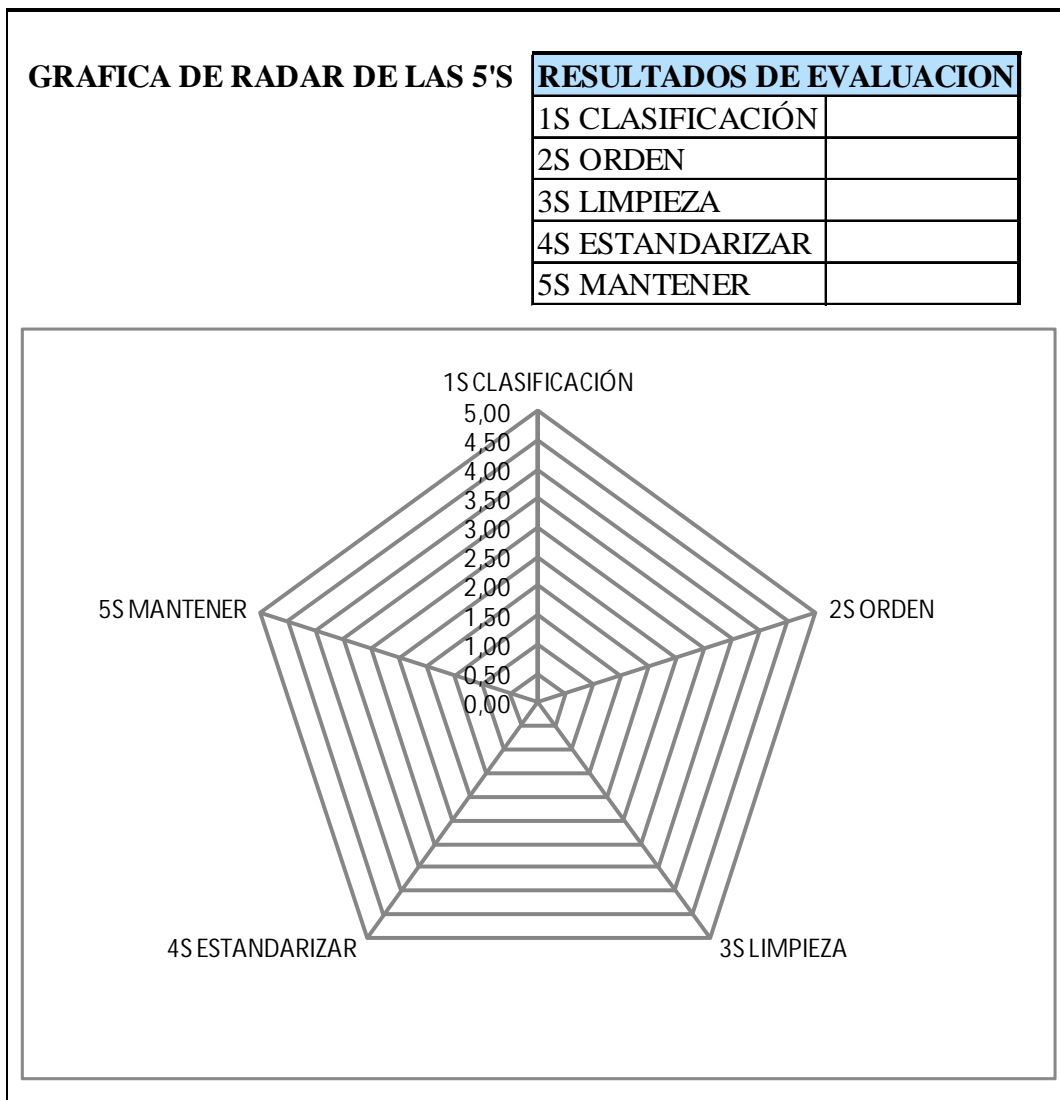 GRAFICA DE RADAR DE LAS 5'S
RESULTADOS DE EVALUACION
1S CLASIFICACIÓN
2S ORDEN
3S LIMPIEZA
4S ESTANDARIZAR
5S MANTENER
1S CLASIFICACIÓN
5,00
4,50
4,00
3,50
3,00
2,50
2,00
1,50
1,00
0,50
0,00
5S MANTENER
2S ORDEN
4S ESTANDARIZAR
3S LIMPIEZA